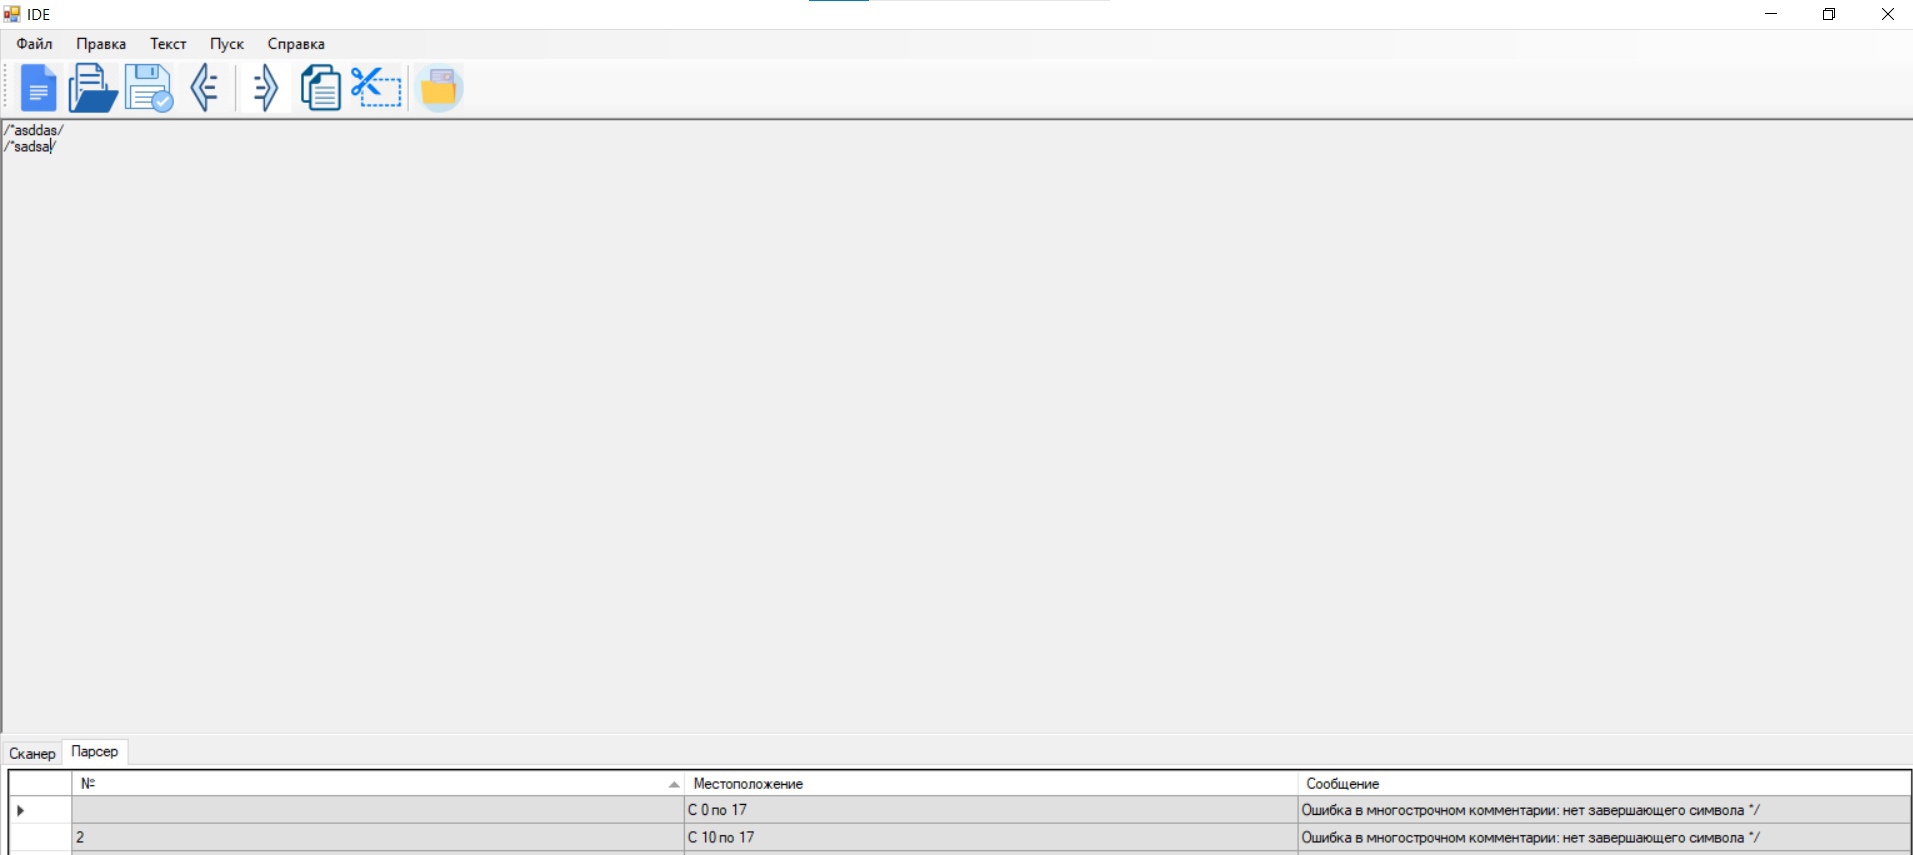 IDE
Файл Правка Текст Пуск Справка
/*asddas/
/*sadsa/
Сканер Парсер
№ Местоположение Сообщение
С 0 по 17 Ошибка в многострочном комментарии: нет завершающего символа */
2 С 10 по 17 Ошибка в многострочном комментарии: нет завершающего символа */